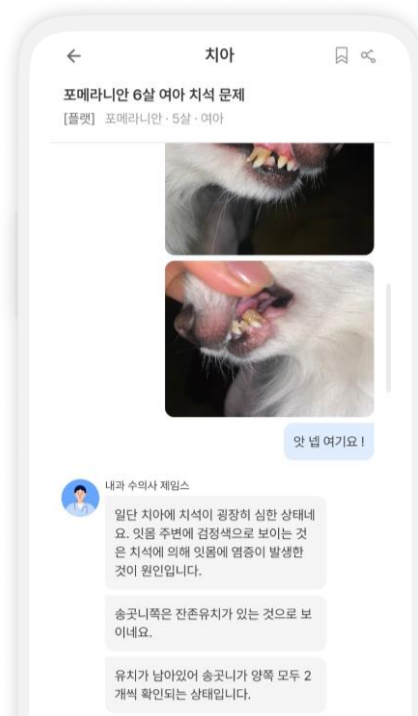 치아
포메라니안 6살 여아 치석 문제
[플랫] 포메라니안 · 5살 · 여아
앗 넵 여기요 !
내과 수의사 제임스
일단 치아에 치석이 굉장히 심한 상태네
요. 잇몸 주변에 검정색으로 보이는 것
은 치석에 의해 잇몸에 염증이 발생한
것이 원인입니다.
송곳니쪽은 잔존유치가 있는 것으로 보
이네요.
유치가 남아있어 송곳니가 양쪽 모두 2
개씩 확인되는 상태입니다.